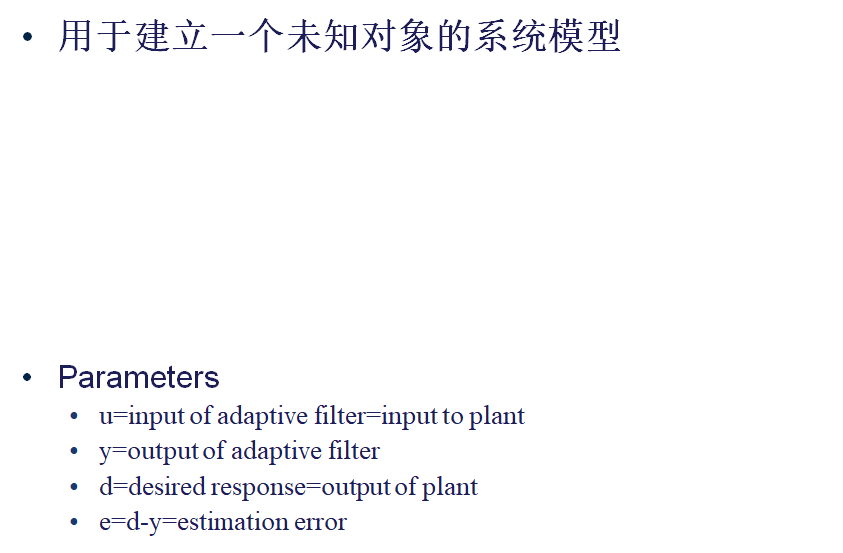 • 用于建立一个未知对象的系统模型
• Parameters
• u=input of adaptive filter=input to plant
• y=output of adaptive filter
• d=desired response=output of plant
• e=d-y=estimation error